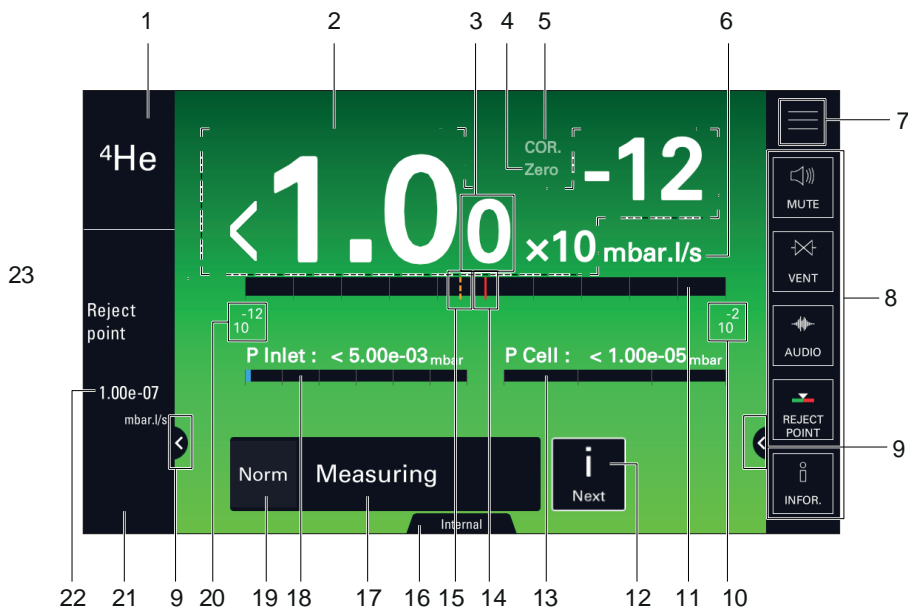 1 2 3 4 5 6
7
⁴He
COR.
Zero
<1.00 ×10 -12 mbar.l/s
MUTE
VENT
8
AUDIO
23
Reject
point
10 -12
10 -2
P Inlet : < 5.00e-03 mbar
P Cell : < 1.00e-05 mbar
1.00e-07
mbar.l/s
REJECT
POINT
9
Norm
Measuring
i
Next
INFOR.
Internal
22 21 9 20 19 18 17 16 15 14 13 12 11 10